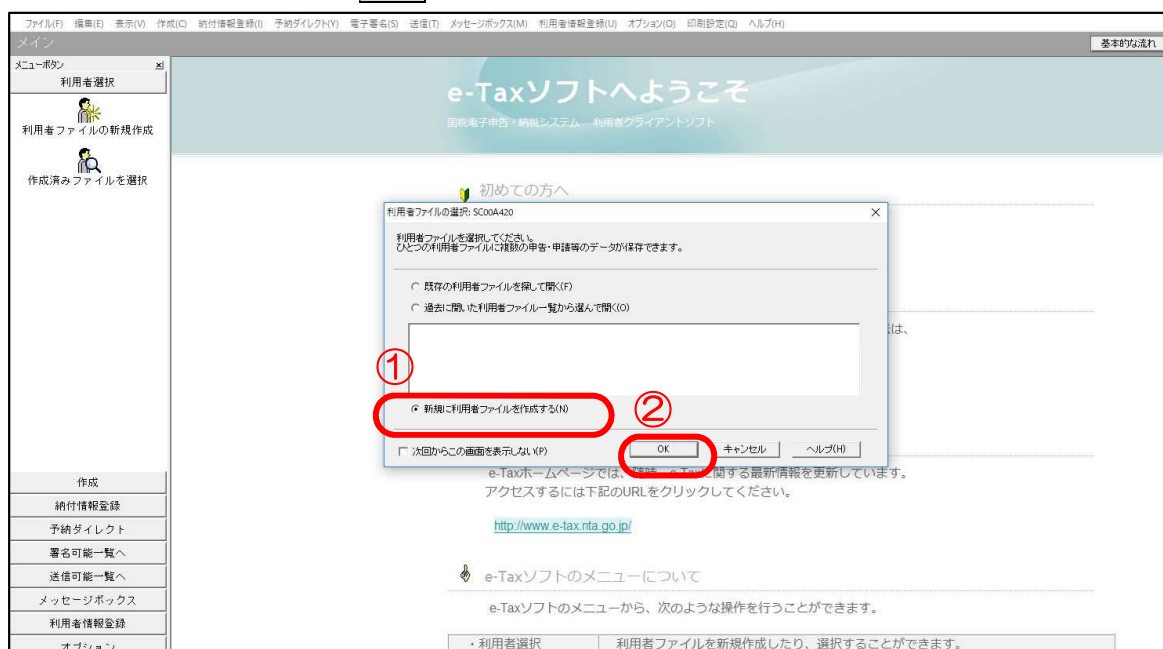 ファイル(F) 編集(E) 表示(V) 作成(C) 納付情報登録(I) 予納ダイレクト(Y) 電子署名(S) 送信(T) メッセージボックス(M) 利用者情報登録(U) オプション(O) 印刷設定(Q) ヘルプ(H)
メイン
基本的な流れ
メニューボタン
利用者選択
利用者ファイルの新規作成
作成済みファイルを選択
e-Taxソフトへようこそ
国税電子申告・納税システム 利用者クライアントソフト
初めての方へ
利用者ファイルの選択: SC00A420
利用者ファイルを選択してください。
ひとつの利用者ファイルに複数の申告・申請等のデータが保存できます。
既存の利用者ファイルを探して開く(F)
過去に開いた利用者ファイル一覧から選んで開く(O)
は、
①
新規に利用者ファイルを作成する(N)
②
次回からこの画面を表示しない(P)
OK
キャンセル
ヘルプ(H)
e-Taxホームページでは、随時、e-Taxに関する最新情報を更新しています。
アクセスするには下記のURLをクリックしてください。
http://www.e-tax.nta.go.jp/
作成
納付情報登録
予納ダイレクト
署名可能一覧へ
送信可能一覧へ
メッセージボックス
利用者情報登録
オプション
e-Taxソフトのメニューについて
e-Taxソフトのメニューから、次のような操作を行うことができます。
・利用者選択 利用者ファイルを新規作成したり、選択することができます。